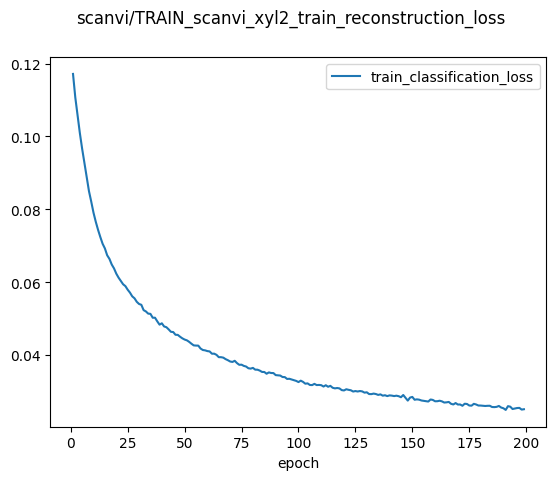 scanvi/TRAIN_scanvi_xyl2_train_reconstruction_loss
train_classification_loss
0.12
0.10
0.08
0.06
0.04
0 25 50 75 100 125 150 175 200
epoch